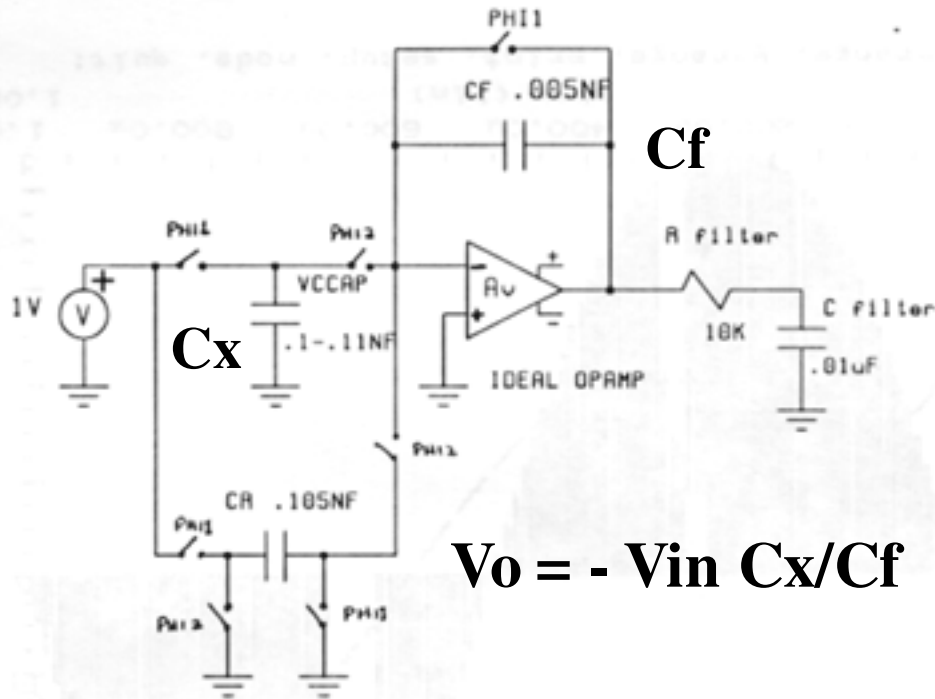 PHI1
CF .005NF
Cf
PHI1
PHI2
R filter
1V
V
+
VCCAP
-
Av
+
+
-
C filter
Cx
.1-.11NF
10K
.01uF
IDEAL OPAMP
PHI2
CR .105NF
PHI1
Vo = - Vin Cx/Cf
PHI2
PHI1